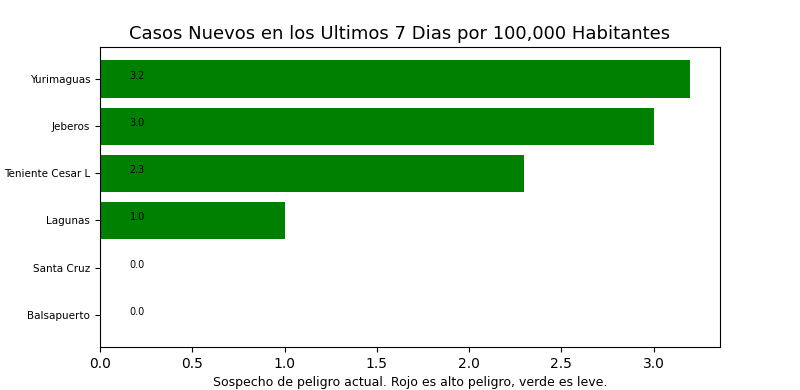 Casos Nuevos en los Ultimos 7 Dias por 100,000 Habitantes
Yurimaguas 3.2
Jeberos 3.0
Teniente Cesar L 2.3
Lagunas 1.0
Santa Cruz 0.0
Balsapuerto 0.0
0.0 0.5 1.0 1.5 2.0 2.5 3.0
Sospecho de peligro actual. Rojo es alto peligro, verde es leve.